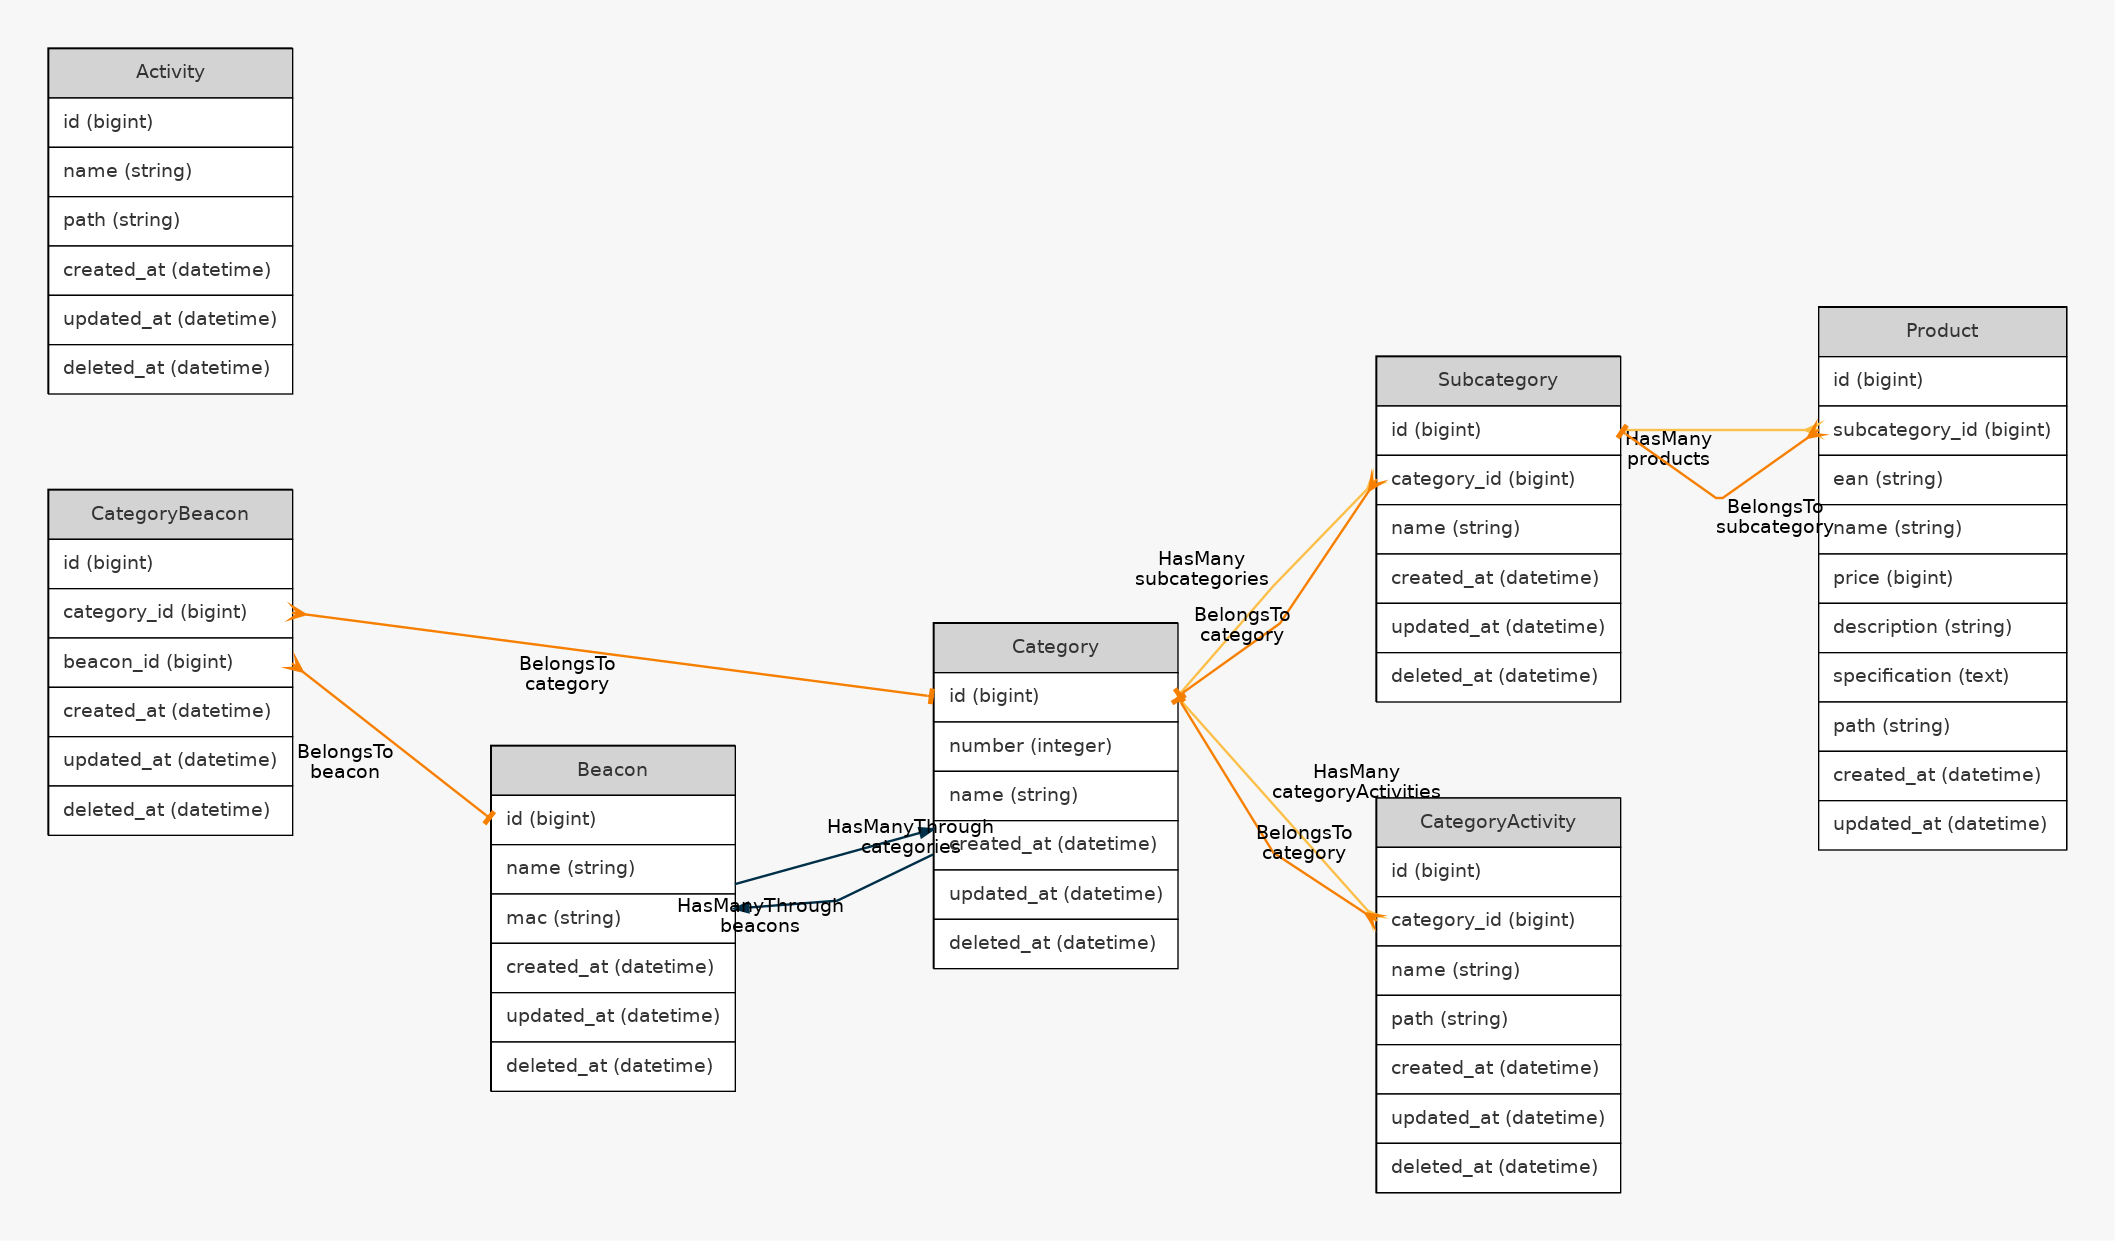 Activity
id (bigint)
name (string)
path (string)
created_at (datetime)
updated_at (datetime)
deleted_at (datetime)
CategoryBeacon
id (bigint)
category_id (bigint)
beacon_id (bigint)
created_at (datetime)
updated_at (datetime)
deleted_at (datetime)
BelongsTo
category
BelongsTo
beacon
Beacon
id (bigint)
name (string)
mac (string)
created_at (datetime)
updated_at (datetime)
deleted_at (datetime)
HasManyThrough
categories
HasManyThrough
beacons
Category
id (bigint)
number (integer)
name (string)
created_at (datetime)
updated_at (datetime)
deleted_at (datetime)
HasMany
subcategories
BelongsTo
category
HasMany
categoryActivities
BelongsTo
category
Subcategory
id (bigint)
category_id (bigint)
name (string)
created_at (datetime)
updated_at (datetime)
deleted_at (datetime)
CategoryActivity
id (bigint)
category_id (bigint)
name (string)
path (string)
created_at (datetime)
updated_at (datetime)
deleted_at (datetime)
HasMany
products
BelongsTo
subcategory
Product
id (bigint)
subcategory_id (bigint)
ean (string)
name (string)
price (bigint)
description (string)
specification (text)
path (string)
created_at (datetime)
updated_at (datetime)